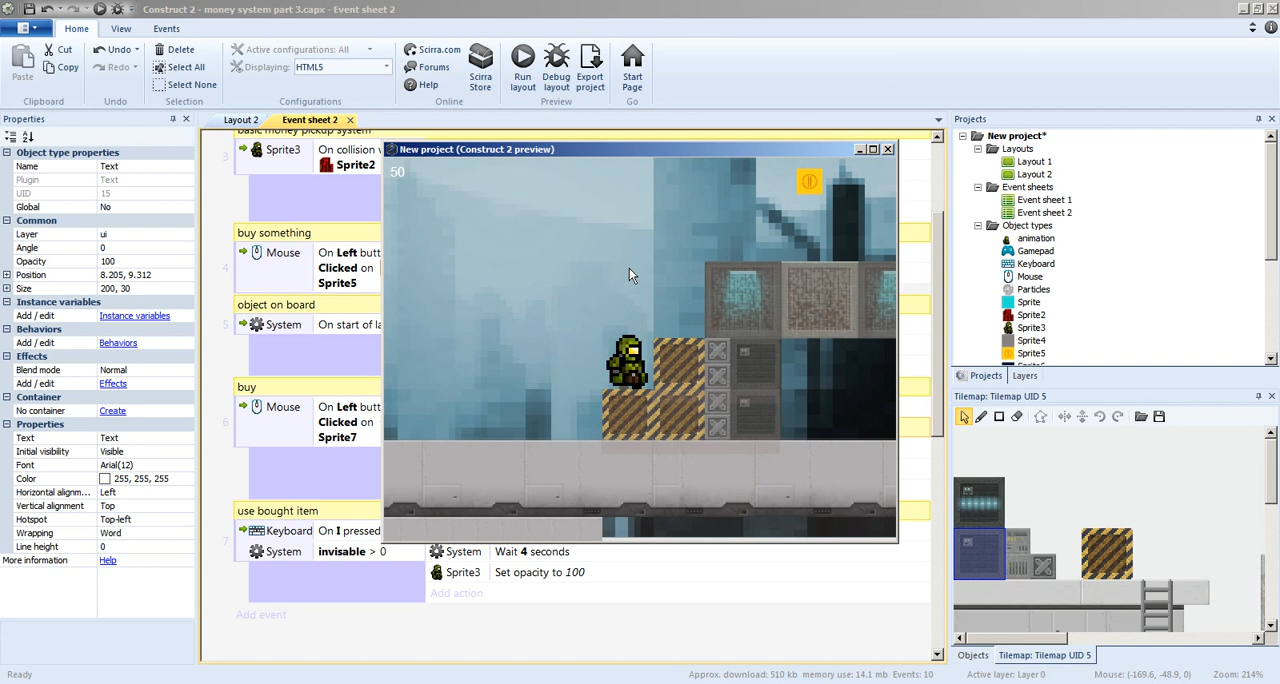 Construct 2 - money system part 3.capx - Event sheet 2
Home View Events
Paste
Cut
Copy
Clipboard
Undo
Redo
Undo
Delete
Select All
Select None
Selection
Active configurations: All
Displaying: HTML5
Configurations
Scirra.com
Forums
Help
Scirra Store
Online
Run layout
Debug layout
Export project
Preview
Start Page
Go
Properties
Object type properties
Name Text
Plugin Text
UID 15
Global No
Common
Layer ui
Angle 0
Opacity 100
Position 8.205, 9.312
Size 200, 30
Instance variables
Add / edit Instance variables
Behaviors
Add / edit Behaviors
Effects
Blend mode Normal
Add / edit Effects
Container
No container Create
Properties
Text Text
Initial visibility Visible
Font Arial(12)
Color 255, 255, 255
Horizontal alignm... Left
Vertical alignment Top
Hotspot Top-left
Wrapping Word
Line height 0
More information Help
Layout 2 Event sheet 2
basic money pickup system
3 On collision w
Sprite2
buy something
4 Mouse On Left butt
Clicked on
Sprite5
object on board
5 System On start of la
buy
6 Mouse On Left butt
Clicked on
Sprite7
use bought item
7 Keyboard On I pressed
System invisable > 0
System Wait 4 seconds
Sprite3 Set opacity to 100
Add action
Add event
New project (Construct 2 preview)
50
Projects
New project*
Layouts
Layout 1
Layout 2
Event sheets
Event sheet 1
Event sheet 2
Object types
animation
Gamepad
Keyboard
Mouse
Particles
Sprite
Sprite2
Sprite3
Sprite4
Sprite5
Projects Layers
Tilemap: Tilemap UID 5
Objects Tilemap: Tilemap UID 5
Ready
Approx. download: 510 kb memory use: 14.1 mb Events: 10
Active layer: Layer 0
Mouse: (-169.6, -48.9, 0)
Zoom: 214%